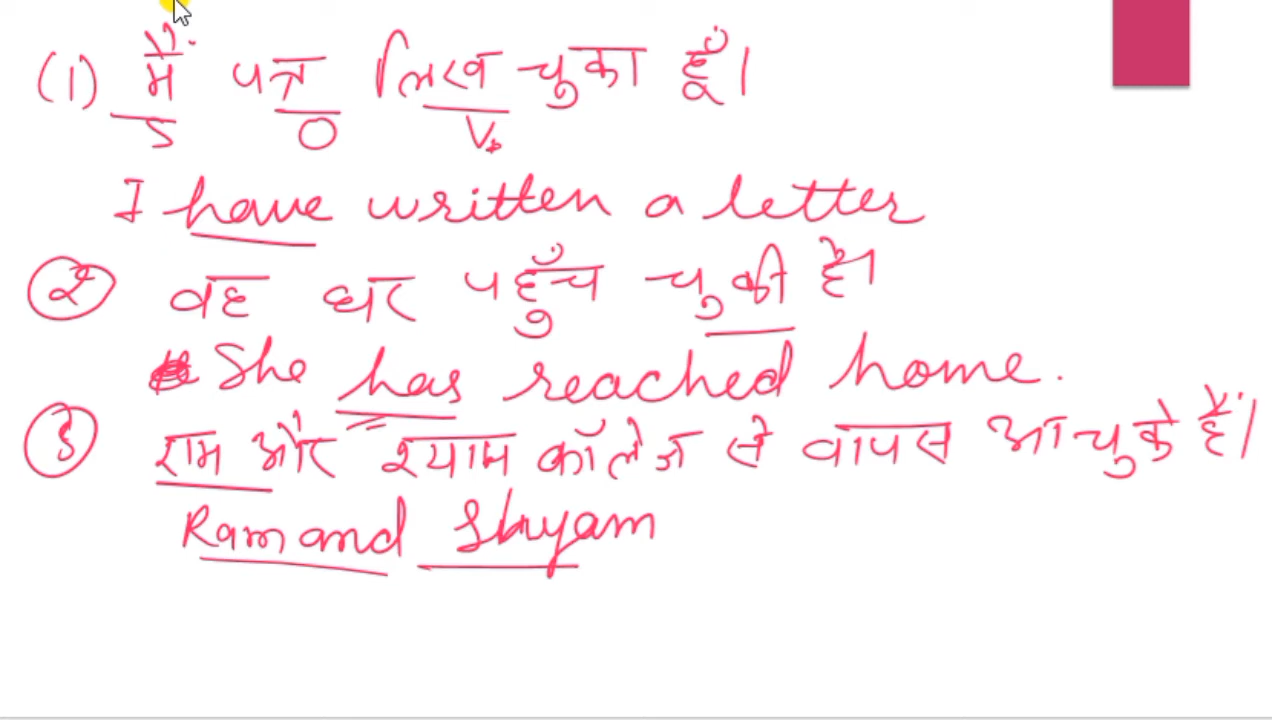 (1) मैं पत्र लिख चुका हूँ।
S O V.
I have written a letter
2 वह घर पहुँच चुकी है।
She has reached home.
3 राम और श्याम कॉलेज से वापस आ चुके हैं।
Ram and Shyam